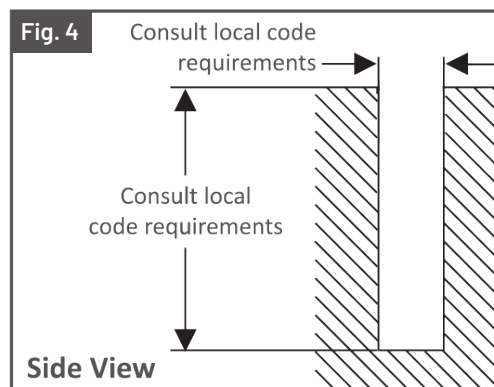 Fig. 4
Consult local code
requirements
Consult local
code requirements
Side View